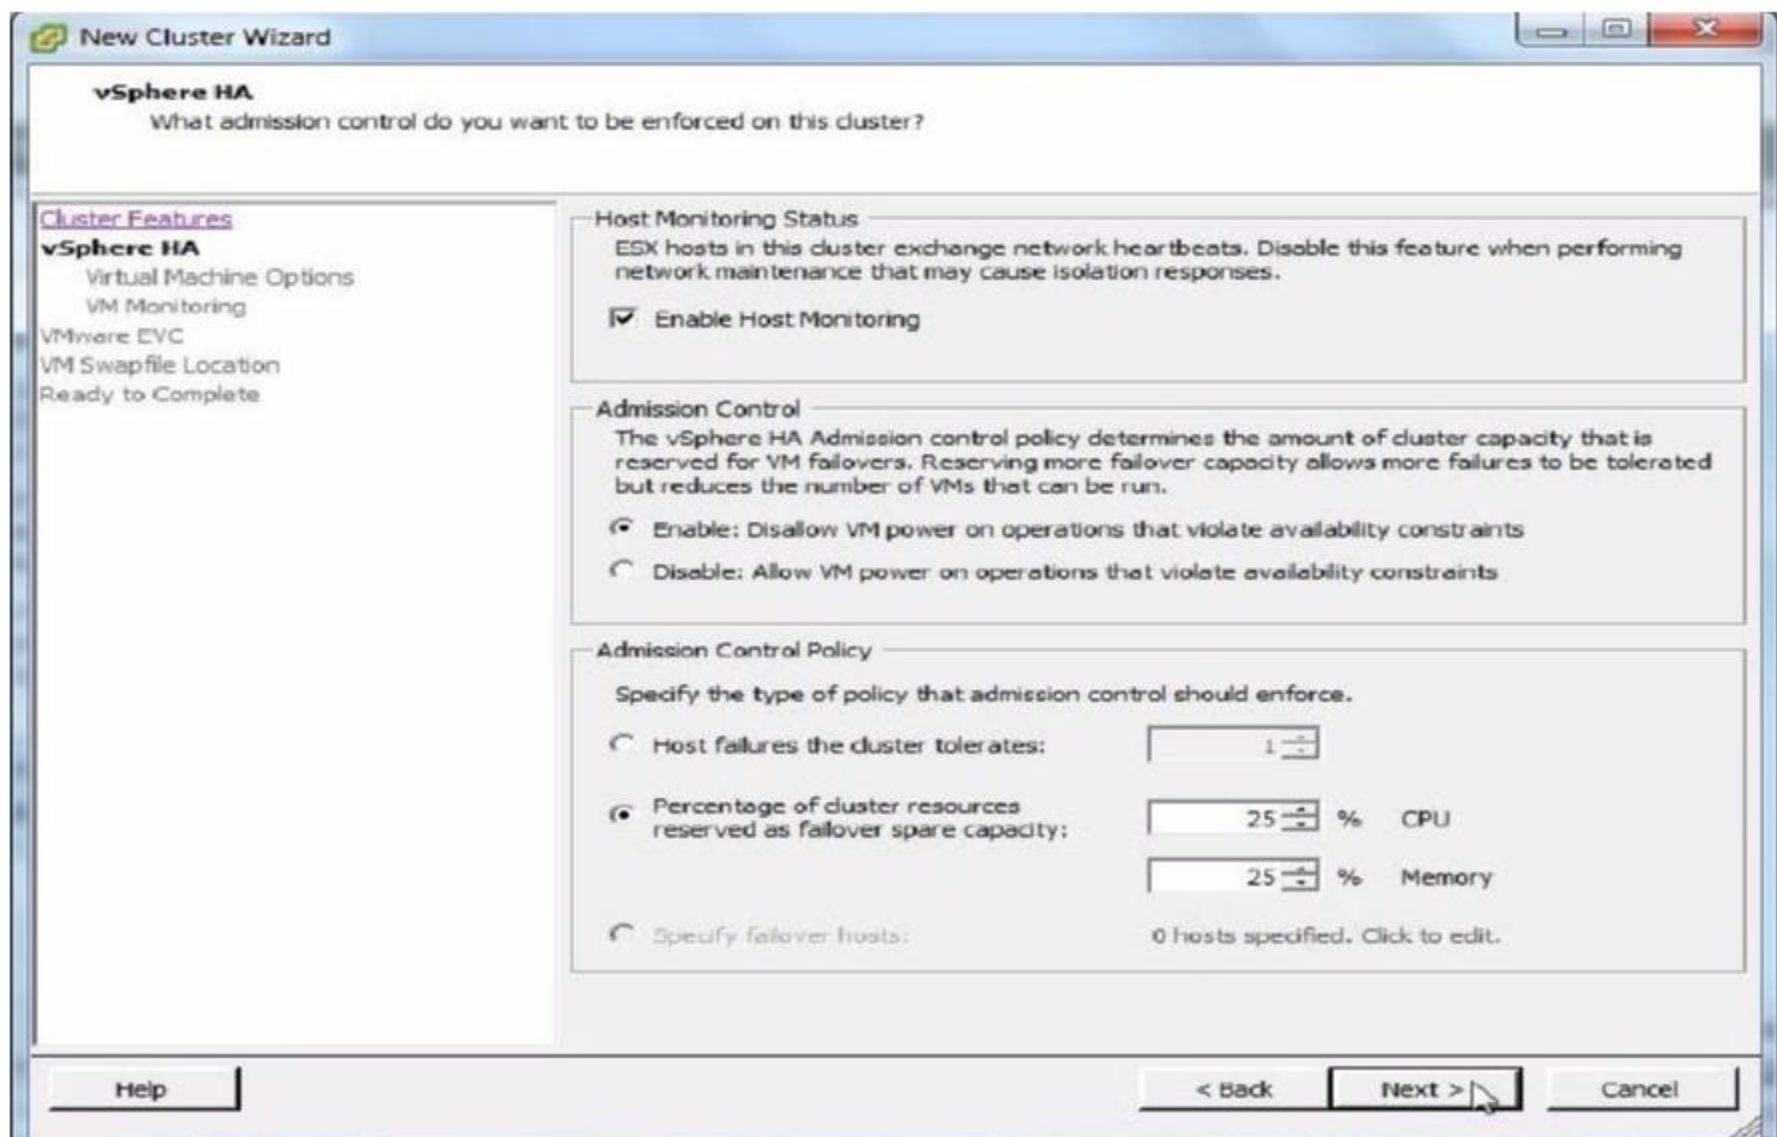 New Cluster Wizard
vSphere HA
What admission control do you want to be enforced on this cluster?
Cluster Features
vSphere HA
Virtual Machine Options
VM Monitoring
VMware EVC
VM Swapfile Location
Ready to Complete
Host Monitoring Status
ESX hosts in this cluster exchange network heartbeats. Disable this feature when performing
network maintenance that may cause isolation responses.
Enable Host Monitoring
Admission Control
The vSphere HA Admission control policy determines the amount of cluster capacity that is
reserved for VM failovers. Reserving more failover capacity allows more failures to be tolerated
but reduces the number of VMs that can be run.
Enable: Disallow VM power on operations that violate availability constraints
Disable: Allow VM power on operations that violate availability constraints
Admission Control Policy
Specify the type of policy that admission control should enforce.
Host failures the cluster tolerates: 1
Percentage of cluster resources
reserved as failover spare capacity:
25 % CPU
25 % Memory
Specify failover hosts: 0 hosts specified. Click to edit.
Help < Back Next > Cancel